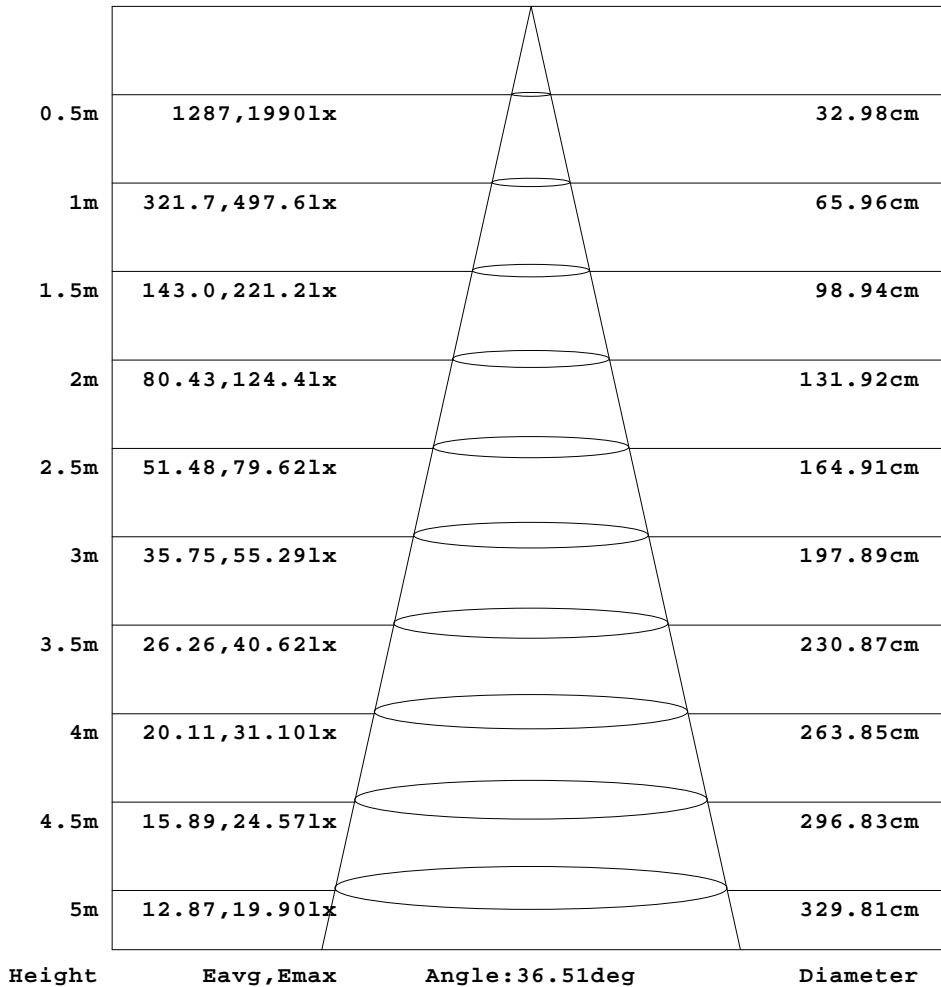 0.5m 1287,1990lx 32.98cm
1m 321.7,497.6lx 65.96cm
1.5m 143.0,221.2lx 98.94cm
2m 80.43,124.4lx 131.92cm
2.5m 51.48,79.62lx 164.91cm
3m 35.75,55.29lx 197.89cm
3.5m 26.26,40.62lx 230.87cm
4m 20.11,31.10lx 263.85cm
4.5m 15.89,24.57lx 296.83cm
5m 12.87,19.90lx 329.81cm
Height Eavg,Emax Angle:36.51deg Diameter